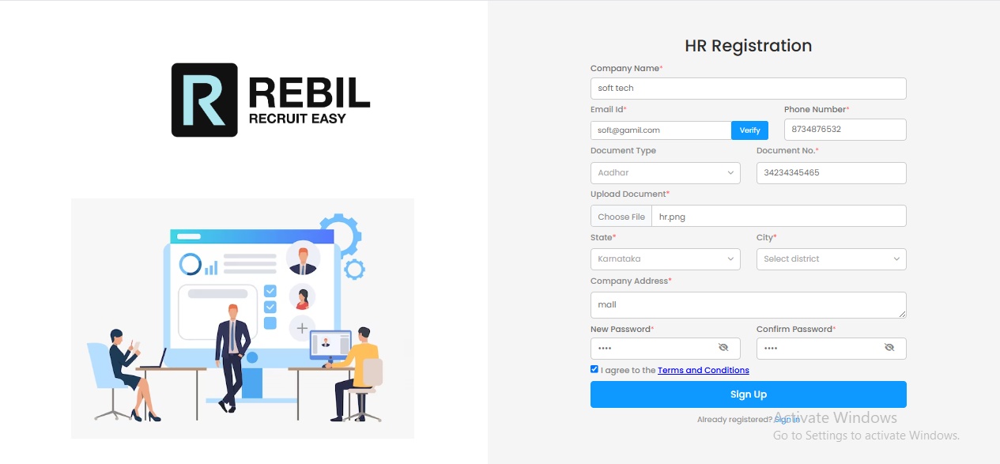 REBIL
RECRUIT EASY
HR Registration
Company Name*
soft tech
Email Id* Phone Number*
soft@gamil.com Verify 8734876532
Document Type Document No.*
Aadhar 34234345465
Upload Document*
Choose File hr.png
State* City*
Karnataka Select district
Company Address*
mall
New Password* Confirm Password*
•••• ••••
I agree to the Terms and Conditions
Sign Up
Already registered? Sign in
Activate Windows
Go to Settings to activate Windows.